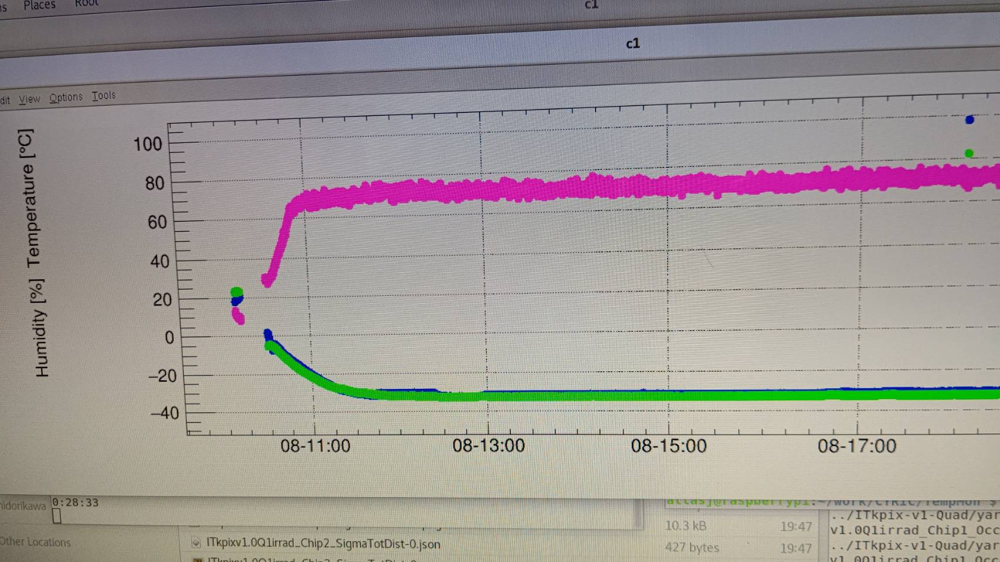 Places
Root
c1
c1
View Options Tools
Humidity [%] Temperature [°C]
100
80
60
40
20
0
−20
−40
08-11:00
08-13:00
08-15:00
08-17:00
0:28:33
Other Locations
ITkpixv1.0Q1irrad_Chip2_SigmaTotDist-0.json
10.3 kB 19:47
427 bytes 19:47
../ITkpix-v1-Quad/yar
v1.0Q1irrad_Chip1_Occ
../ITkpix-v1-Quad/yar